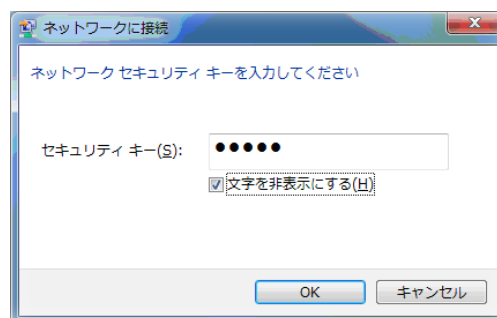 ネットワークに接続
ネットワーク セキュリティ キーを入力してください
セキュリティ キー(S): ●●●●●
文字を非表示にする(H)
OK キャンセル